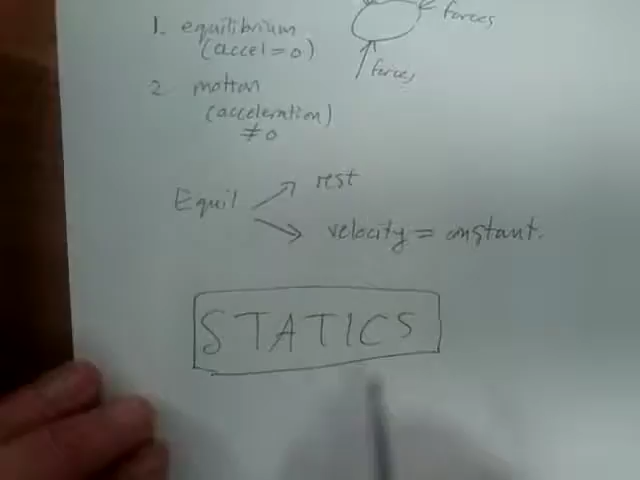 forces
1. equilibrium
(accel = 0)
forces
2. motion
(acceleration)
≠ 0
Equil
rest
velocity = constant.
STATICS